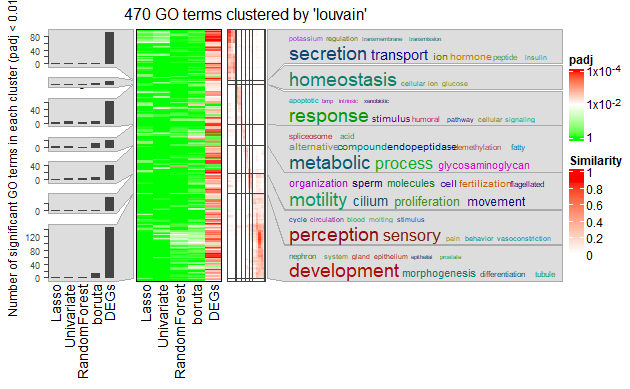 470 GO terms clustered by 'louvain'
Number of significant GO terms in each cluster (padj < 0.01
80
40
0
0
40
0
0
40
0
0
120
80
40
0
Lasso
Univariate
RandomForest
boruta
DEGs
Lasso
Univariate
RandomForest
boruta
DEGs
potassium regulation transmembrane transmission
secretion transport ion hormone peptide insulin
homeostasis cellular ion glucose
apoptotic bmp intrinsic xenobiotic
response stimulus humoral pathway cellular signaling
spliceosome acid
alternative compound endopeptidase demethylation fatty
metabolic process glycosaminoglycan
organization sperm molecules cell fertilization flagellated
motility cilium proliferation movement
cycle circulation blood melting stimulus
perception sensory pain behavior vasoconstriction
nephron system gland epithelium epithelial prostate
development morphogenesis differentiation tubule
padj
1x10-4
1x10-2
1
Similarity
1
0.8
0.6
0.4
0.2
0